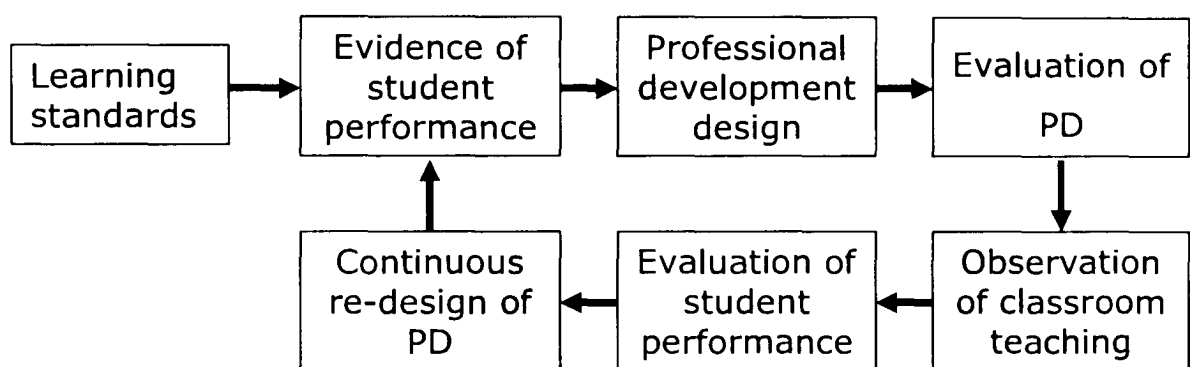 Learning
standards
Evidence of
student
performance
Professional
development
design
Evaluation of
PD
Observation
of classroom
teaching
Evaluation of
student
performance
Continuous
re-design of
PD